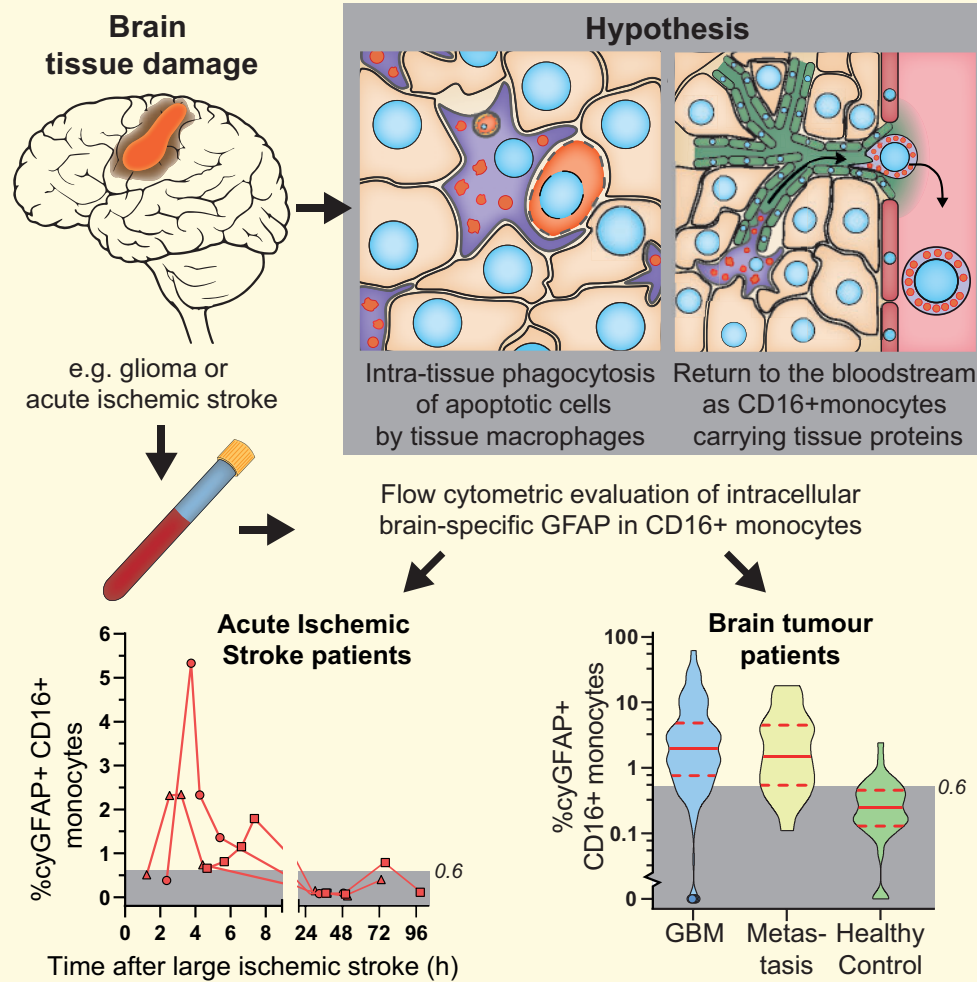 Brain
tissue damage
Hypothesis
e.g. glioma or
acute ischemic stroke
Intra-tissue phagocytosis
of apoptotic cells
by tissue macrophages
Return to the bloodstream
as CD16+monocytes
carrying tissue proteins
Flow cytometric evaluation of intracellular
brain-specific GFAP in CD16+ monocytes
Acute Ischemic
Stroke patients
%cyGFAP+ CD16+
monocytes
6
5
4
3
2
1
0
0.6
0 2 4 6 8 24 48 72 96
Time after large ischemic stroke (h)
Brain tumour
patients
%cyGFAP+
CD16+ monocytes
100
10
1
0.1
0
0.6
GBM Metas- Healthy
tasis Control